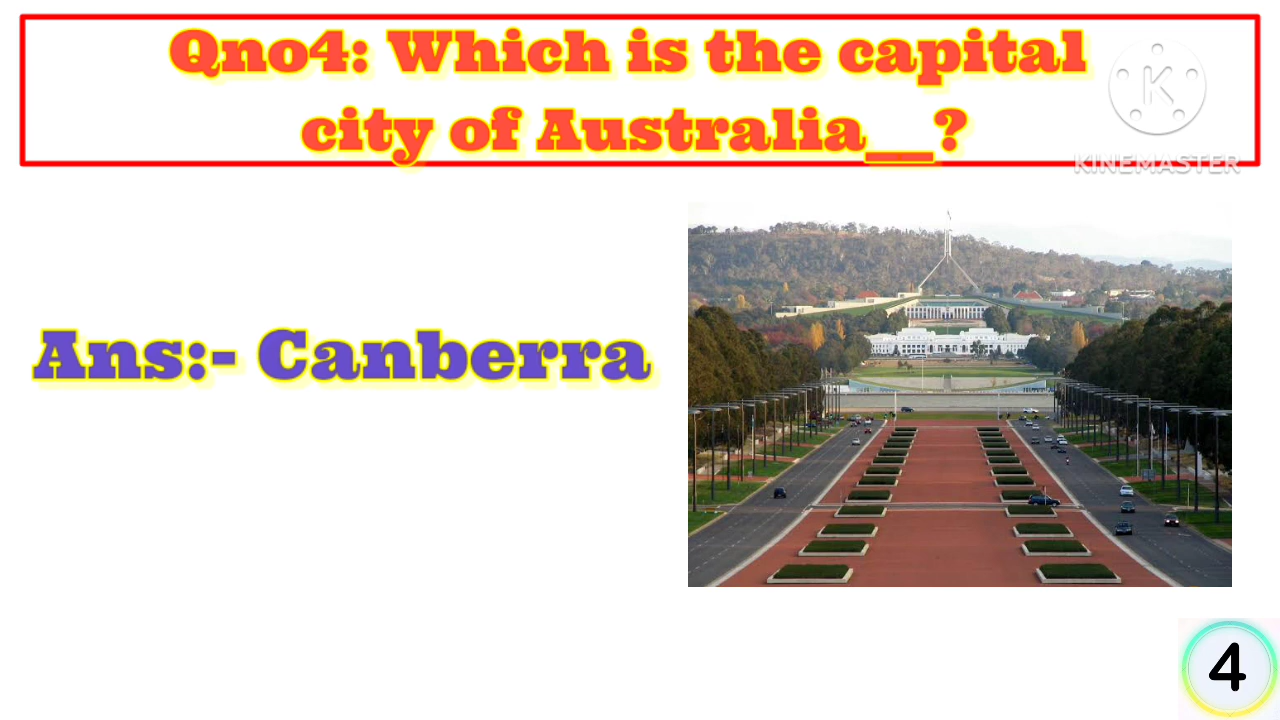 Qno4: Which is the capital
city of Australia__?
K
KINEMASTER
Ans:- Canberra
4